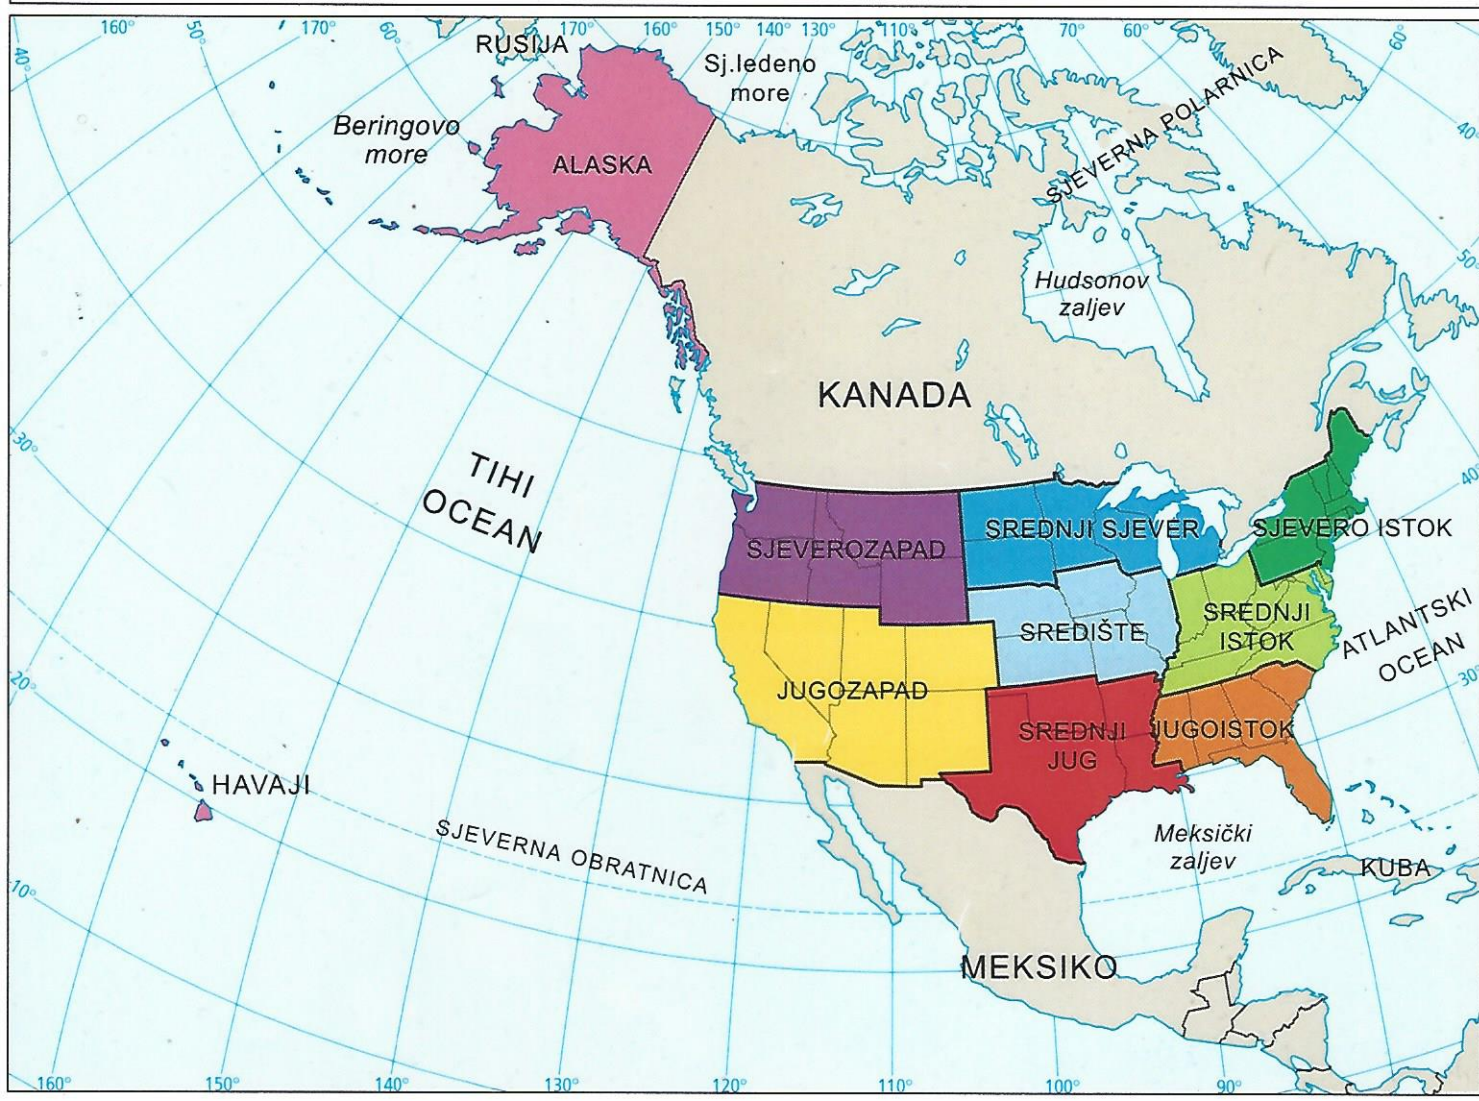 160°
50°
170°
60°
170°
160°
150°
140°
130°
110°
70°
60°
60°
40°
RUSIJA
Sj.ledeno
more
SJEVERNA POLARNICA
40°
Beringovo
more
ALASKA
50°
Hudsonov
zaljev
KANADA
30°
TIHI
OCEAN
40°
SJEVEROZAPAD
SREDNJI SJEVER
SJEVERO ISTOK
SREDIŠTE
SREDNJI
ISTOK
ATLANTSKI
OCEAN
30°
20°
JUGOZAPAD
SREDNJI
JUG
JUGOISTOK
HAVAJI
SJEVERNA OBRATNICA
Meksički
zaljev
KUBA
10°
MEKSIKO
160°
150°
140°
130°
120°
110°
100°
90°